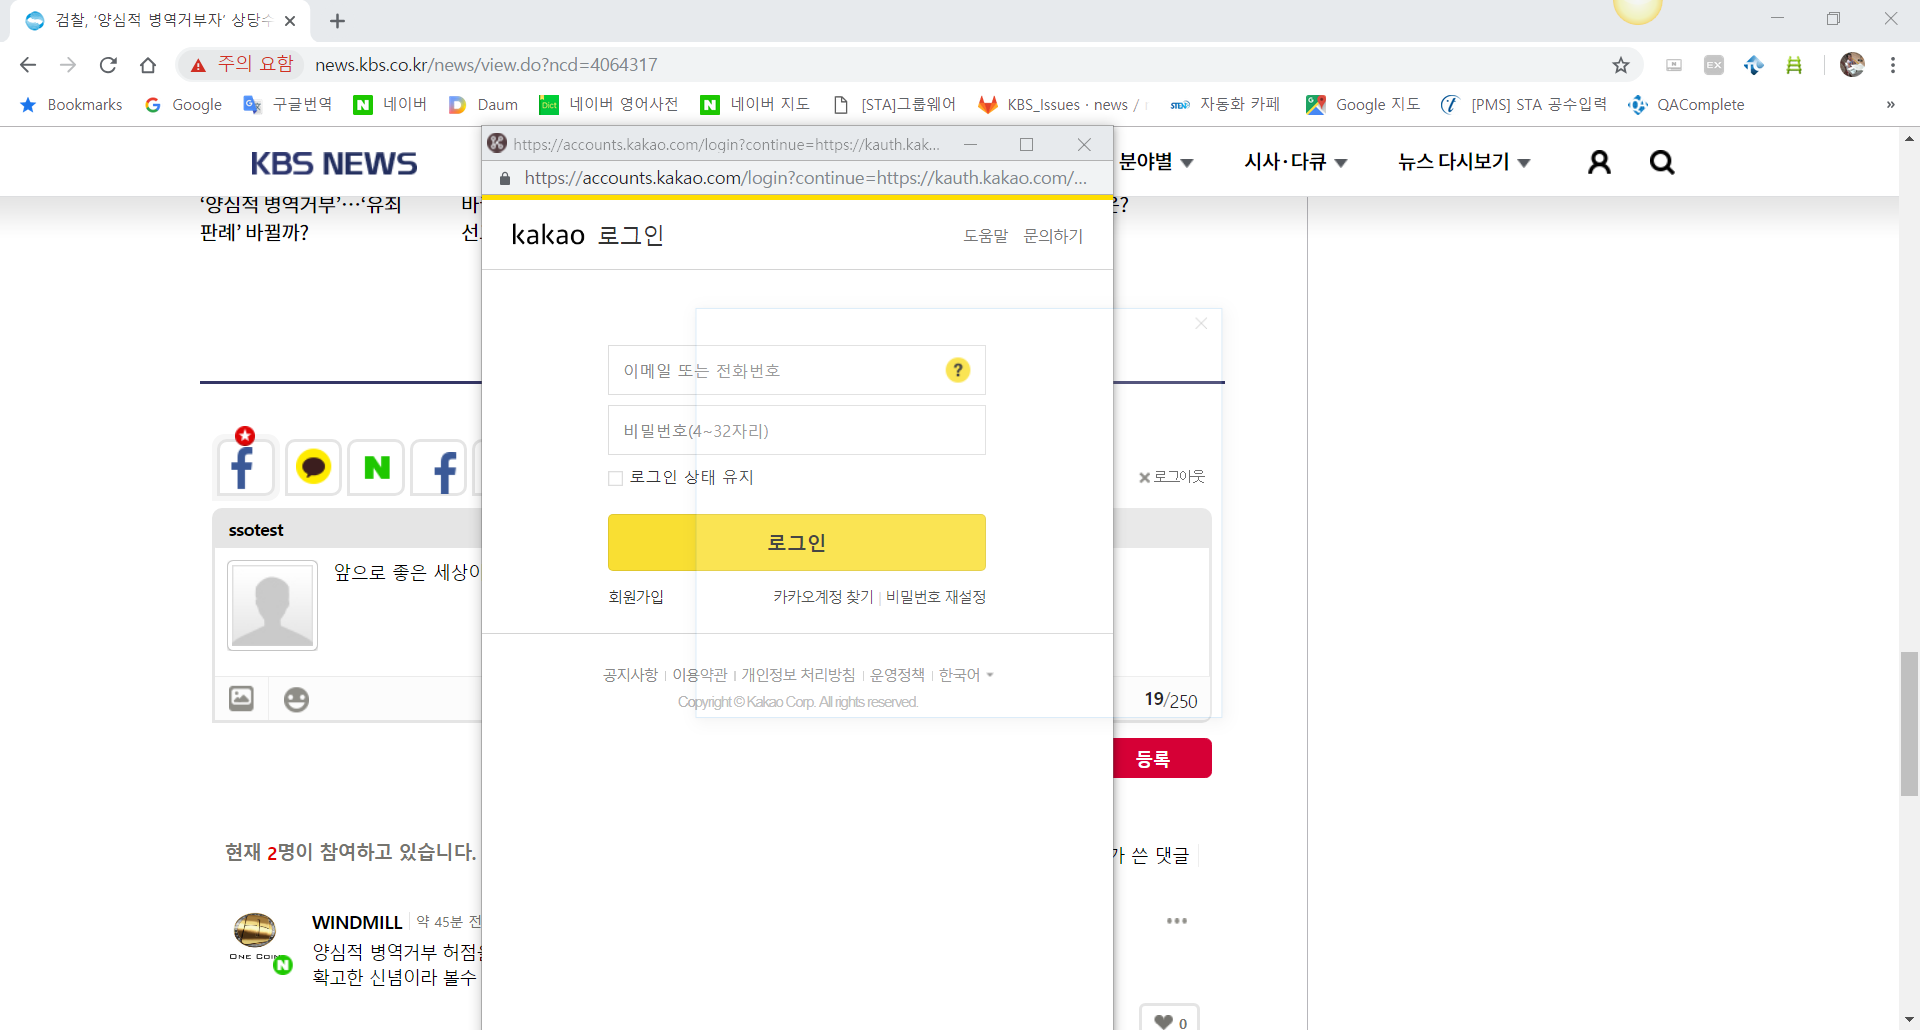 검찰, ‘양심적 병역거부자’ 상당수
주의 요함 news.kbs.co.kr/news/view.do?ncd=4064317
Bookmarks Google 구글번역 네이버 Daum 네이버 영어사전 네이버 지도 [STA]그룹웨어 KBS_Issues · news / 자동화 카페 Google 지도 [PMS] STA 공수입력 QAComplete »
https://accounts.kakao.com/login?continue=https://kauth.kak...
https://accounts.kakao.com/login?continue=https://kauth.kakao.com/...
KBS NEWS 분야별 시사·다큐 뉴스 다시보기
‘양심적 병역거부’…‘유죄
판례’ 바뀔까?
kakao 로그인 도움말 문의하기
이메일 또는 전화번호 ?
비밀번호(4~32자리)
로그인 상태 유지
로그아웃
로그인
회원가입 카카오계정 찾기 | 비밀번호 재설정
공지사항 | 이용약관 | 개인정보 처리방침 | 운영정책 | 한국어
Copyright © Kakao Corp. All rights reserved.
ssotest
앞으로 좋은 세상이
19/250
등록
현재 2명이 참여하고 있습니다.
가 쓴 댓글
WINDMILL 약 45분 전
ONE COIN
양심적 병역거부 허점을
확고한 신념이라 볼수
0